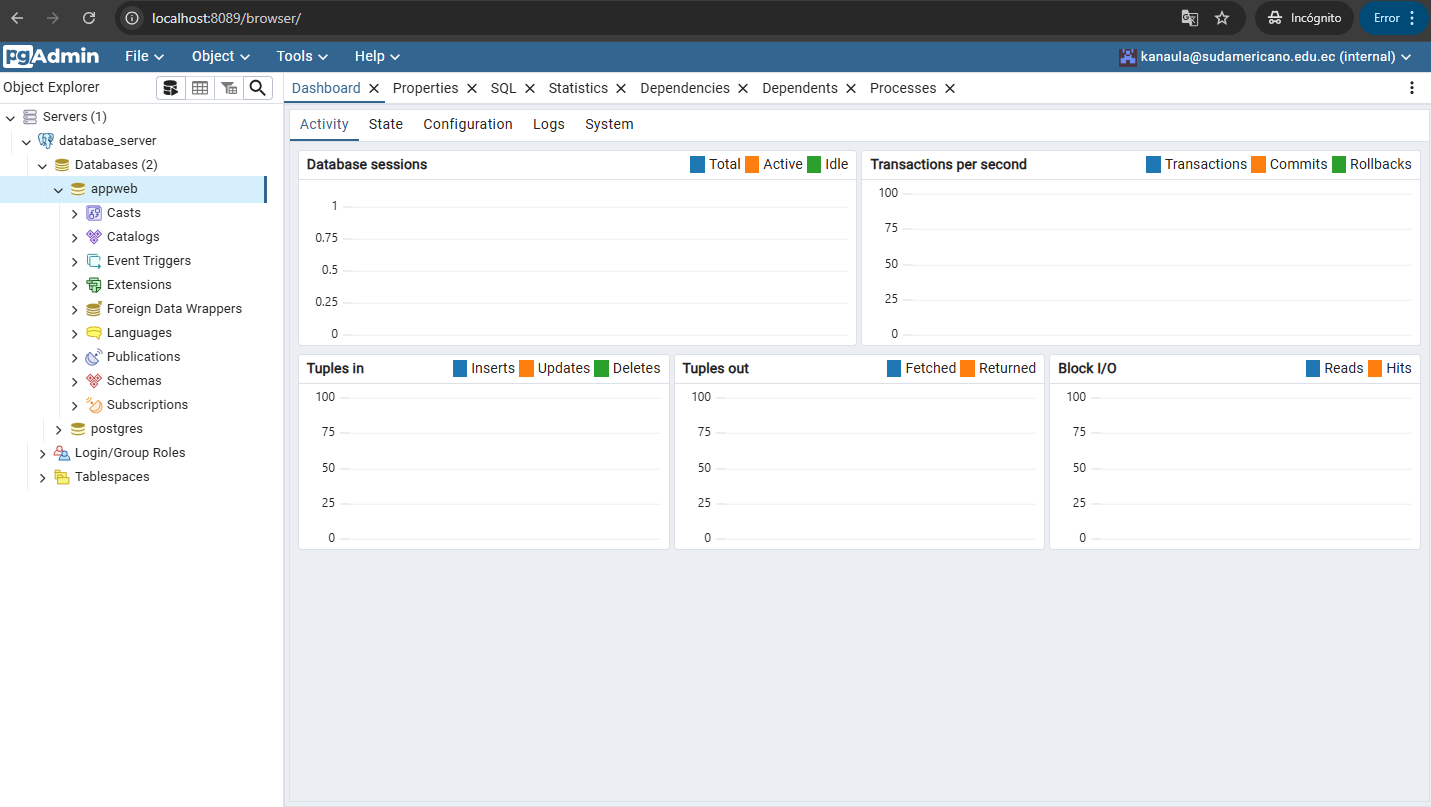 localhost:8089/browser/
Incógnito
Error
pgAdmin File Object Tools Help
kanaula@sudamericano.edu.ec (internal)
Object Explorer
Dashboard Properties SQL Statistics Dependencies Dependents Processes
Servers (1)
database_server
Databases (2)
appweb
Casts
Catalogs
Event Triggers
Extensions
Foreign Data Wrappers
Languages
Publications
Schemas
Subscriptions
postgres
Login/Group Roles
Tablespaces
Activity State Configuration Logs System
Database sessions Total Active Idle
1
0.75
0.5
0.25
0
Transactions per second Transactions Commits Rollbacks
100
75
50
25
0
Tuples in Inserts Updates Deletes
100
75
50
25
0
Tuples out Fetched Returned
100
75
50
25
0
Block I/O Reads Hits
100
75
50
25
0